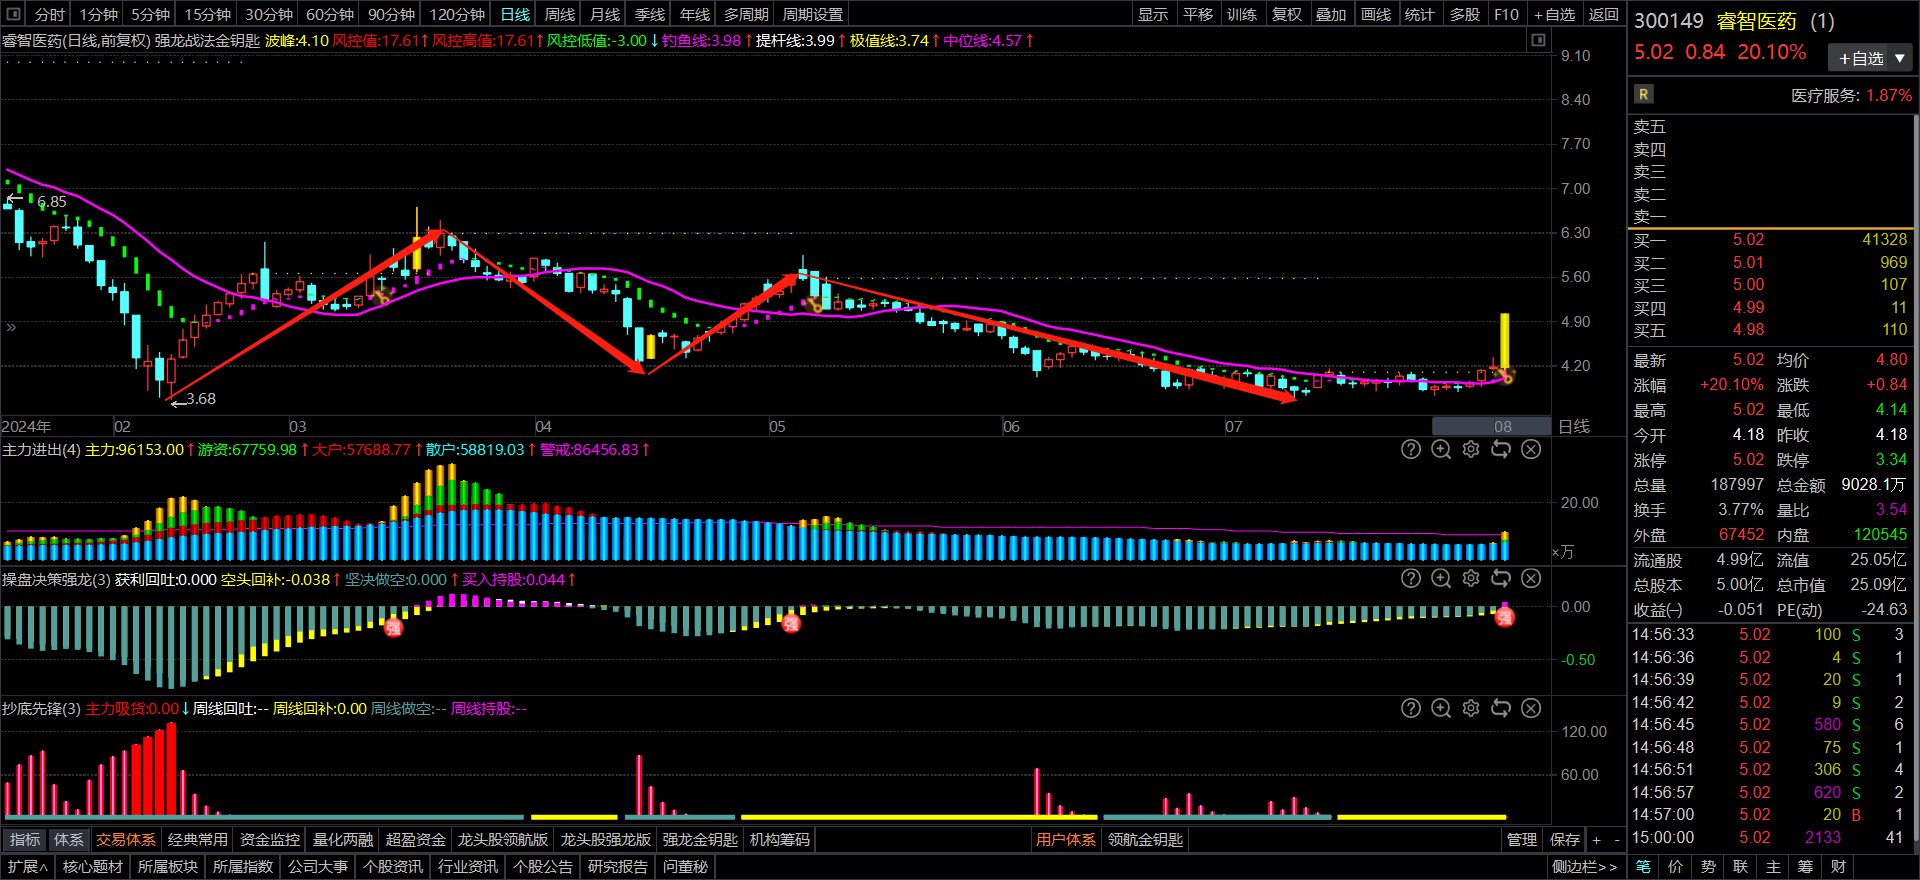 分时 1分钟 5分钟 15分钟 30分钟 60分钟 90分钟 120分钟 日线 周线 月线 季线 年线 多周期 周期设置 显示 平移 训练 复权 叠加 画线 统计 多股 F10 +自选 返回
睿智医药(日线,前复权) 强龙战法金钥匙 波峰:4.10 风控值:17.61↑ 风控高值:17.61↑ 风控低值:-3.00↓ 钓鱼线:3.98↑ 提杆线:3.99↑ 极值线:3.74↑ 中位线:4.57↑
9.10
8.40
7.70
7.00
6.30
5.60
4.90
4.20
6.85
3.68
»
2024年 02 03 04 05 06 07 08 日线
主力进出(4) 主力:96153.00↑ 游资:67759.98↑ 大户:57688.77↑ 散户:58819.03↑ 警戒:86456.83↑
20.00
×万
操盘决策强龙(3) 获利回吐:0.000 空头回补:-0.038↑ 坚决做空:0.000↑ 买入持股:0.044↑
0.00
强 强 强
-0.50
抄底先锋(3) 主力吸货:0.00↓ 周线回吐:-- 周线回补:0.00 周线做空:-- 周线持股:--
120.00
60.00
指标 体系 交易体系 经典常用 资金监控 量化两融 超盈资金 龙头股领航版 龙头股强龙版 强龙金钥匙 机构筹码 用户体系 领航金钥匙 管理 保存 + -
扩展∧ 核心题材 所属板块 所属指数 公司大事 个股资讯 行业资讯 个股公告 研究报告 问董秘 侧边栏>>
300149 睿智医药 (1)
5.02 0.84 20.10% +自选 ▼
R 医疗服务: 1.87%
卖五
卖四
卖三
卖二
卖一
买一 5.02 41328
买二 5.01 969
买三 5.00 107
买四 4.99 11
买五 4.98 110
最新 5.02 均价 4.80
涨幅 +20.10% 涨跌 +0.84
最高 5.02 最低 4.14
今开 4.18 昨收 4.18
涨停 5.02 跌停 3.34
总量 187997 总金额 9028.1万
换手 3.77% 量比 3.54
外盘 67452 内盘 120545
流通股 4.99亿 流值 25.05亿
总股本 5.00亿 总市值 25.09亿
收益㈠ -0.051 PE(动) -24.63
14:56:33 5.02 100 S 3
14:56:36 5.02 4 S 1
14:56:39 5.02 20 S 1
14:56:42 5.02 9 S 2
14:56:45 5.02 580 S 6
14:56:48 5.02 75 S 1
14:56:51 5.02 306 S 4
14:56:57 5.02 620 S 2
14:57:00 5.02 20 B 1
15:00:00 5.02 2133 41
笔 价 势 联 主 筹 财